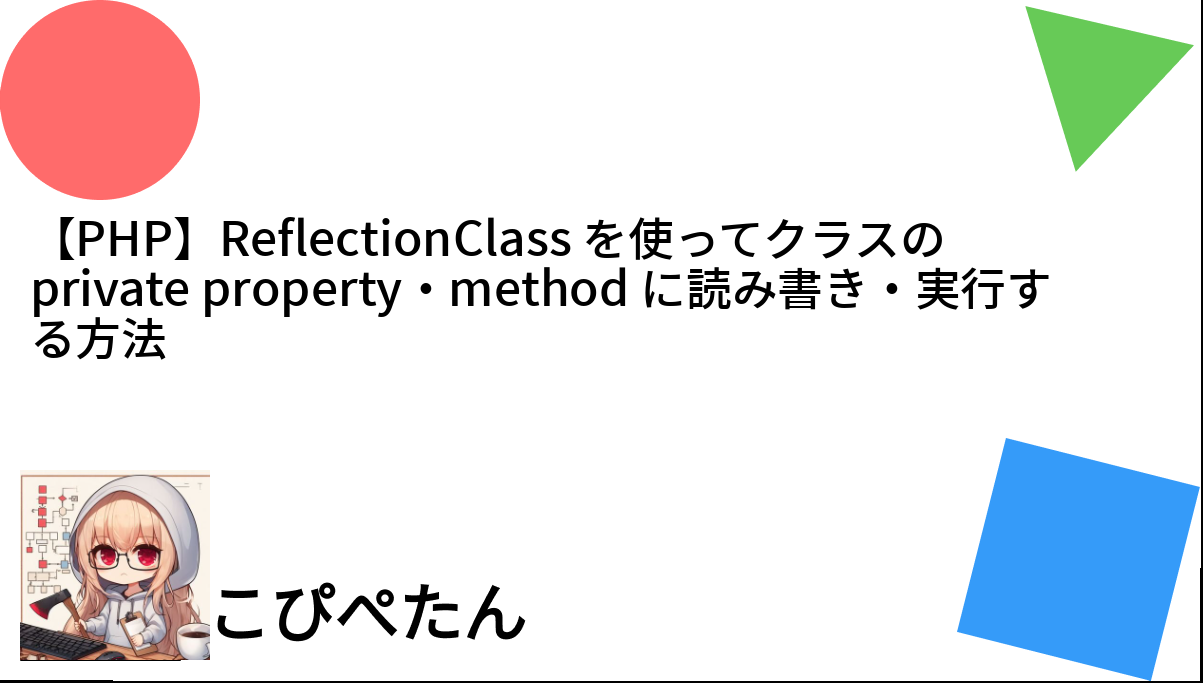 【PHP】ReflectionClass を使ってクラスの
private property・method に読み書き・実行す
る方法
こぴぺたん